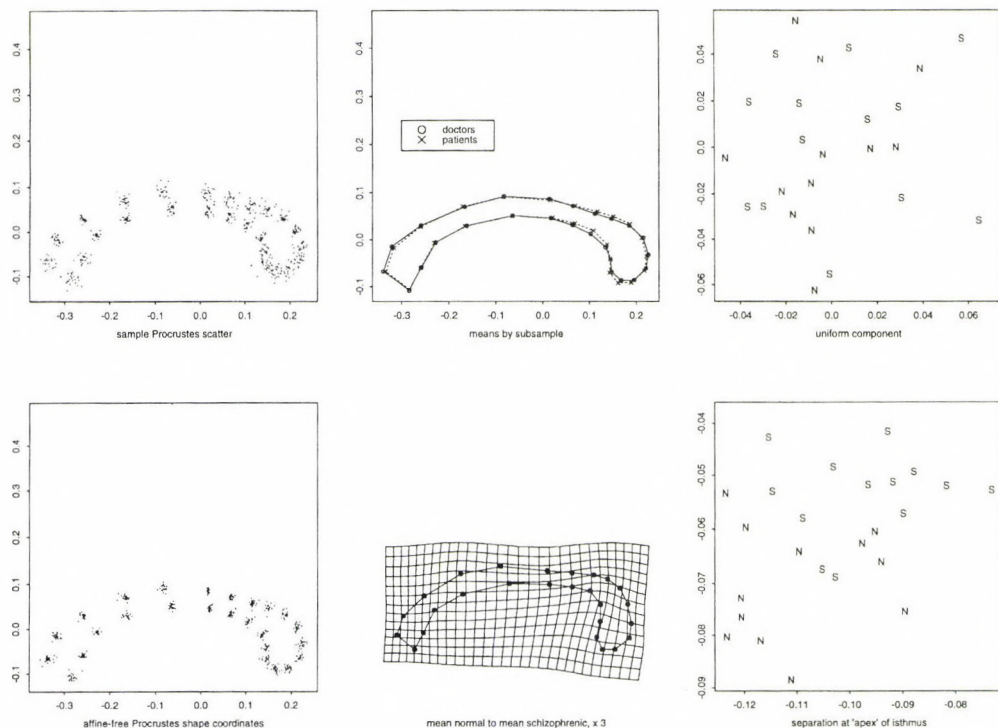 0.4
0.3
0.2
0.1
0.0
-0.1
-0.3 -0.2 -0.1 0.0 0.1 0.2
sample Procrustes scatter
0.4
0.3
0.2
0.1
0.0
-0.1
doctors
patients
-0.3 -0.2 -0.1 0.0 0.1 0.2
means by subsample
0.04
0.02
0.0
-0.02
-0.04
-0.06
N
S
S
S
N
N
S
S
S
S
S
N
N
N
N
N
N
S
S
N
S
N
S
N
S
N
-0.04 -0.02 0.0 0.02 0.04 0.06
uniform component
0.4
0.3
0.2
0.1
0.0
-0.1
-0.3 -0.2 -0.1 0.0 0.1 0.2
affine-free Procrustes shape coordinates
mean normal to mean schizophrenic, x 3
-0.04
-0.05
-0.06
-0.07
-0.08
-0.09
S
S
S
S
S
S
S
S
S
N
S
S
S
N
N
N
N
N
S
S
N
N
N
N
N
N
-0.12 -0.11 -0.10 -0.09 -0.08
separation at 'apex' of isthmus